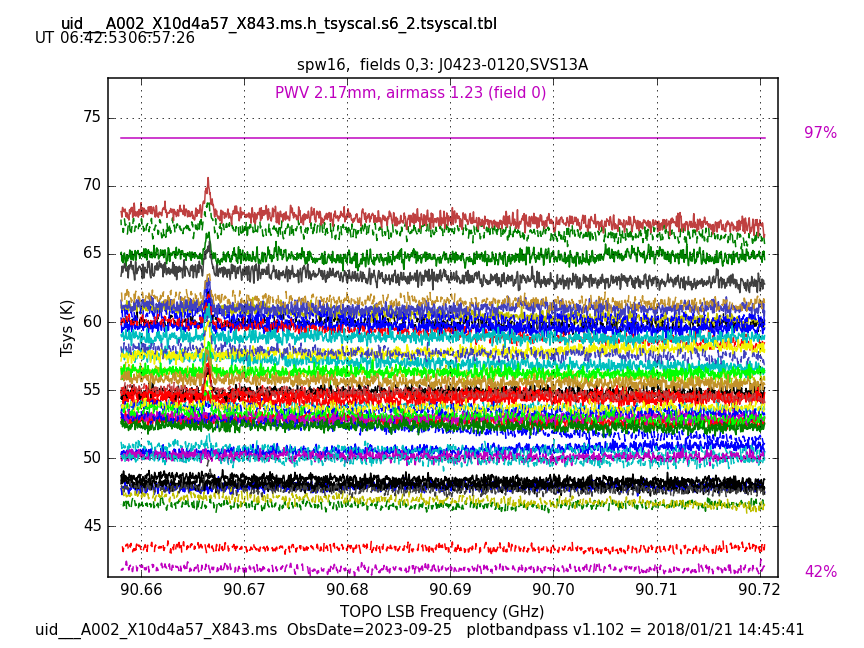 uid___A002_X10d4a57_X843.ms.h_tsyscal.s6_2.tsyscal.tbl
UT 06:42:5306:57:26
spw16,  fields 0,3: J0423-0120,SVS13A
PWV 2.17mm, airmass 1.23 (field 0)
97%
75
70
65
60
55
50
45
Tsys (K)
42%
90.66 90.67 90.68 90.69 90.70 90.71 90.72
TOPO LSB Frequency (GHz)
uid___A002_X10d4a57_X843.ms  ObsDate=2023-09-25   plotbandpass v1.102 = 2018/01/21 14:45:41